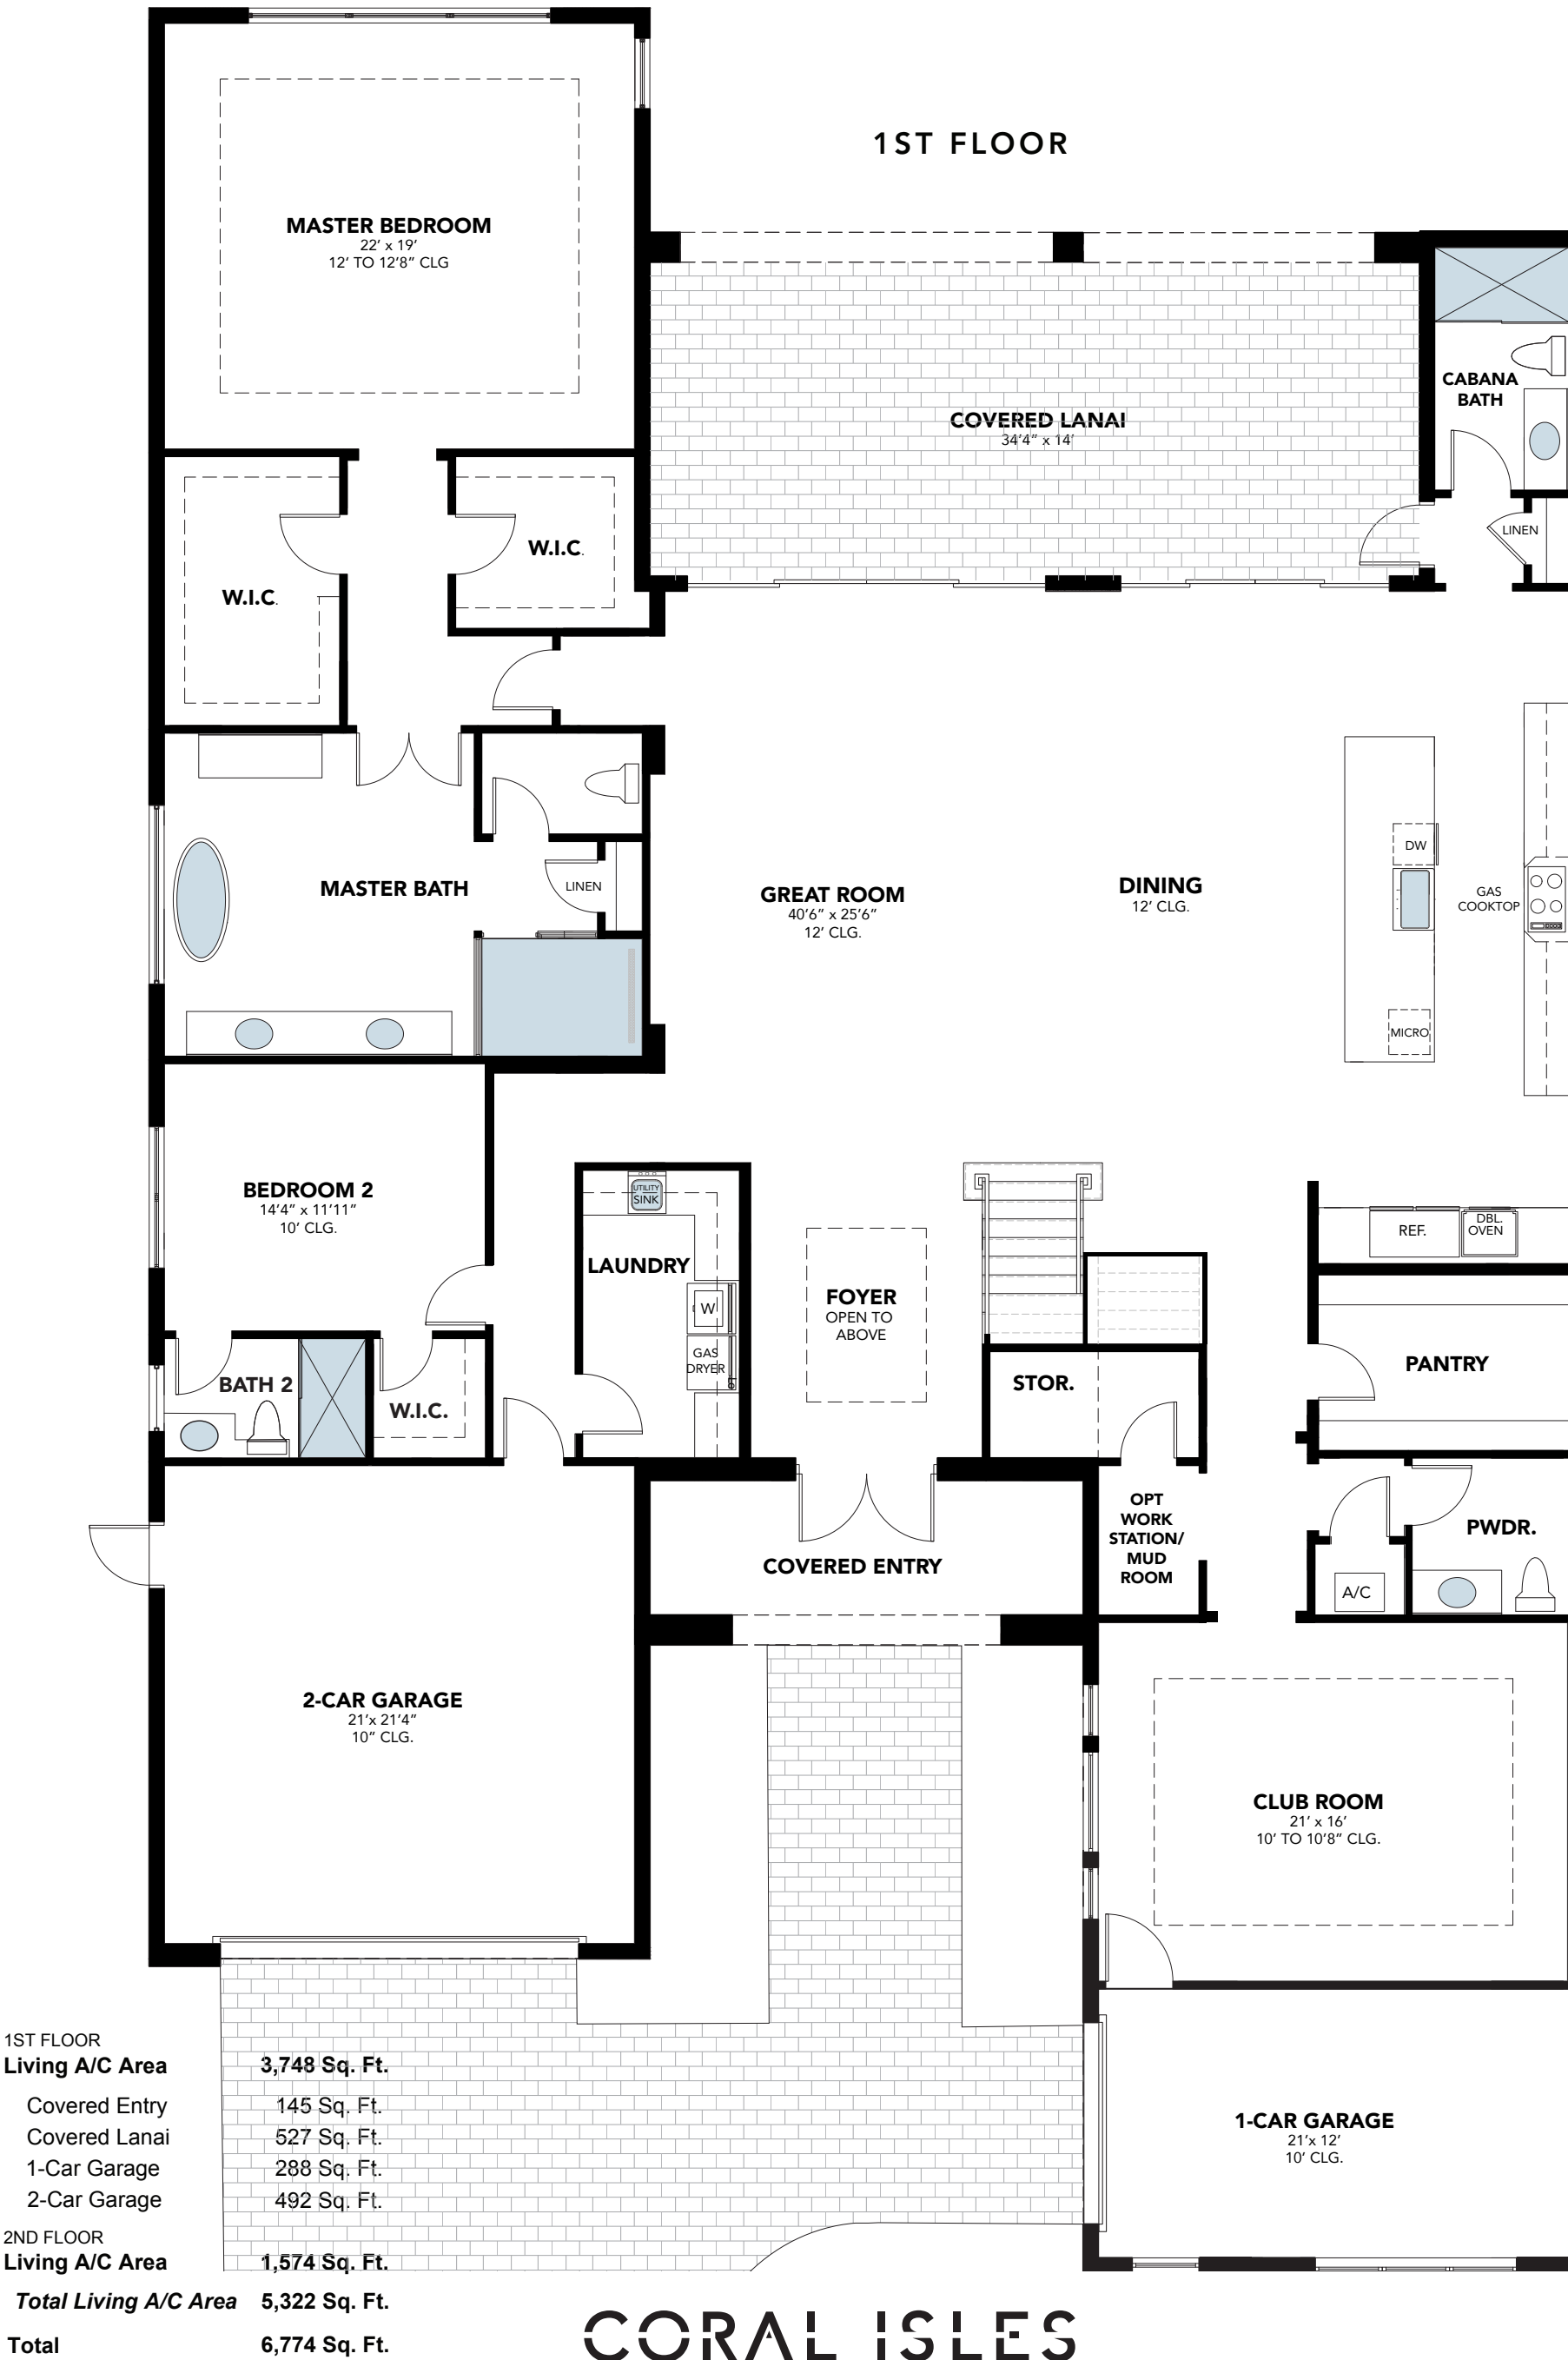 1ST FLOOR
MASTER BEDROOM
22' x 19'
12' TO 12'8" CLG
COVERED LANAI
34'4" x 14'
CABANA
BATH
LINEN
W.I.C.
W.I.C.
MASTER BATH
LINEN
GREAT ROOM
40'6" x 25'6"
12' CLG.
DINING
12' CLG.
DW
MICRO
GAS
COOKTOP
BEDROOM 2
14'4" x 11'11"
10' CLG.
UTILITY
SINK
LAUNDRY
W
GAS
DRYER
FOYER
OPEN TO
ABOVE
REF.
DBL.
OVEN
PANTRY
STOR.
BATH 2
W.I.C.
OPT
WORK
STATION/
MUD
ROOM
PWDR.
A/C
COVERED ENTRY
2-CAR GARAGE
21'x 21'4"
10" CLG.
CLUB ROOM
21' x 16'
10' TO 10'8" CLG.
1-CAR GARAGE
21'x 12'
10' CLG.
1ST FLOOR
Living A/C Area 3,748 Sq. Ft.
Covered Entry 145 Sq. Ft.
Covered Lanai 527 Sq. Ft.
1-Car Garage 288 Sq. Ft.
2-Car Garage 492 Sq. Ft.
2ND FLOOR
Living A/C Area 1,574 Sq. Ft.
Total Living A/C Area 5,322 Sq. Ft.
Total 6,774 Sq. Ft.
CORAL ISLES